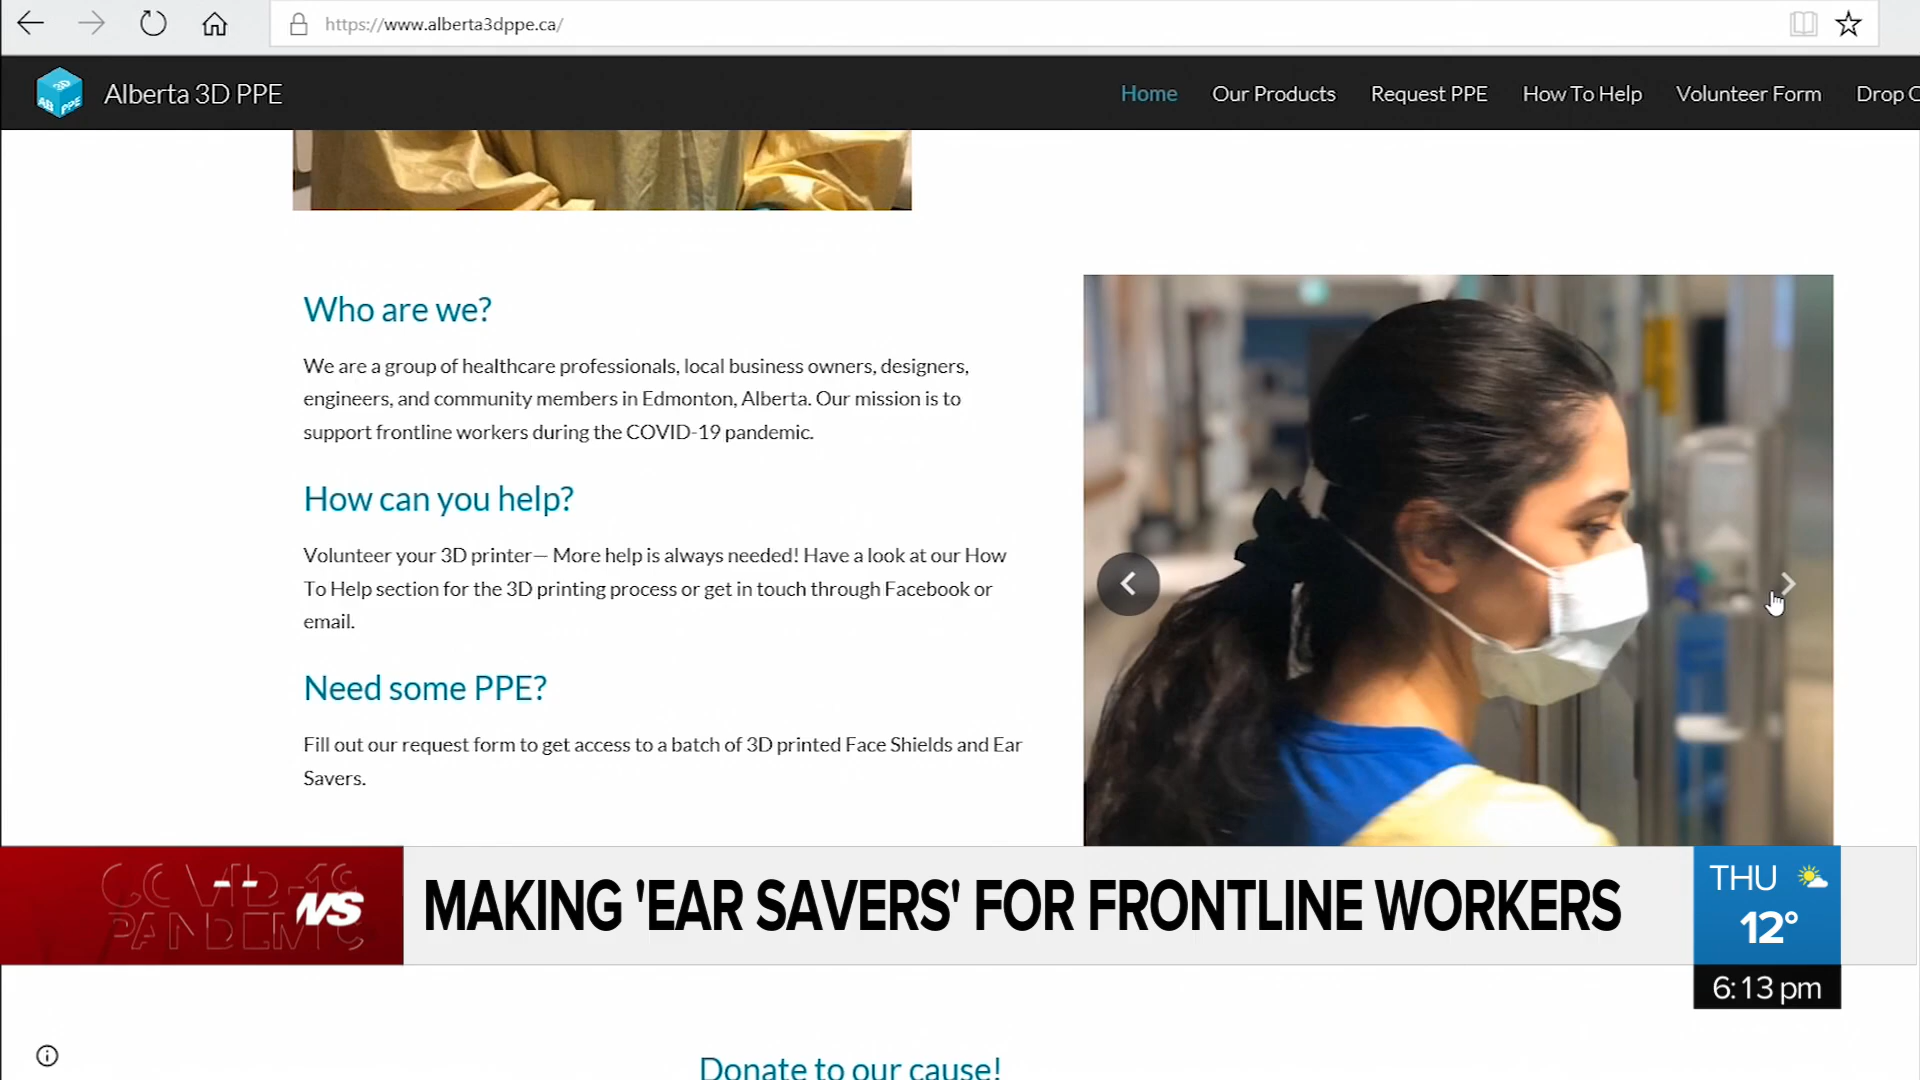 https://www.alberta3dppe.ca/
3D
AB PPE
Alberta 3D PPE
Home
Our Products
Request PPE
How To Help
Volunteer Form
Drop
Who are we?
We are a group of healthcare professionals, local business owners, designers,
engineers, and community members in Edmonton, Alberta. Our mission is to
support frontline workers during the COVID-19 pandemic.
How can you help?
Volunteer your 3D printer— More help is always needed! Have a look at our How
To Help section for the 3D printing process or get in touch through Facebook or
email.
Need some PPE?
Fill out our request form to get access to a batch of 3D printed Face Shields and Ear
Savers.
COVID-19
PANDEMIC
MAKING 'EAR SAVERS' FOR FRONTLINE WORKERS
THU
12°
6:13 pm
Donate to our cause!